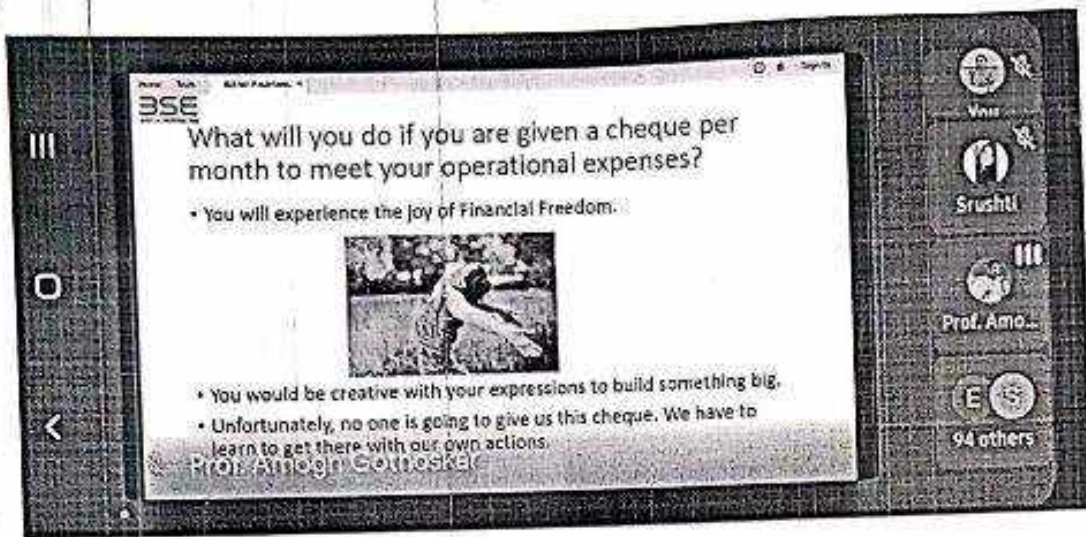 BSE
What will you do if you are given a cheque per
month to meet your operational expenses?
• You will experience the joy of Financial Freedom.
• You would be creative with your expressions to build something big.
• Unfortunately, no one is going to give us this cheque. We have to
learn to get there with our own actions.
Prof. Amogh Gothoskar
You
Srushti
Prof. Amo...
E
S
94 others